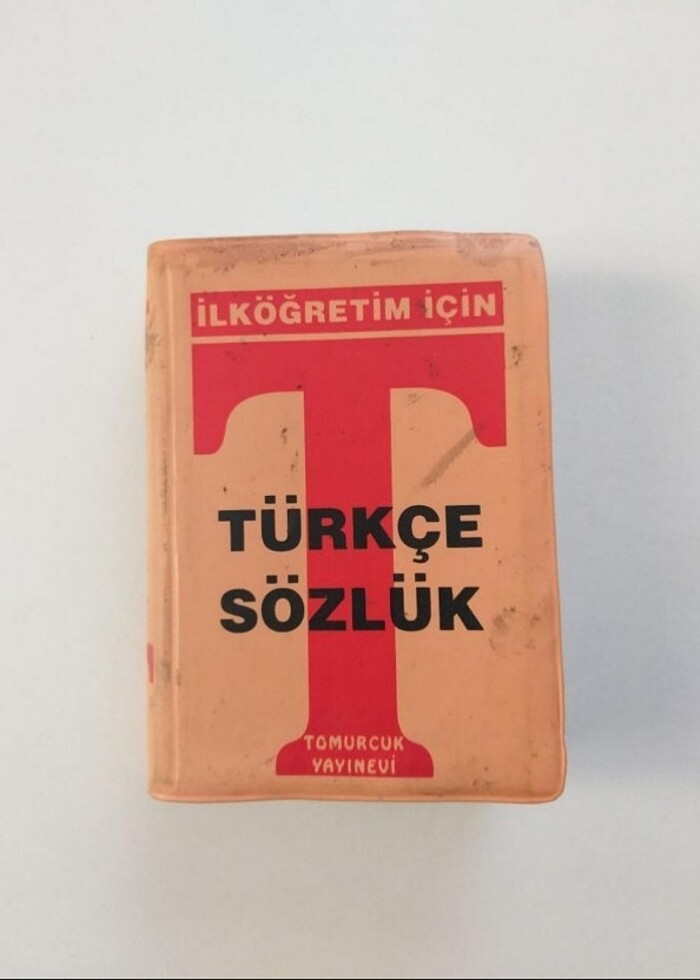 İLKÖĞRETİM İÇİN
T
TÜRKÇE
SÖZLÜK
TOMURCUK
YAYINEVİ